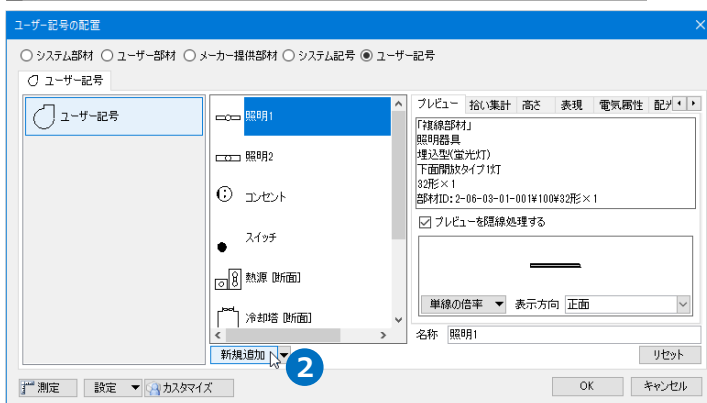 ユーザー記号の配置
システム部材 ユーザー部材 メーカー提供部材 システム記号 ユーザー記号
ユーザー記号
ユーザー記号
照明1
照明2
コンセント
スイッチ
熱源 [断面]
冷却塔 [断面]
新規追加
2
プレビュー 拾い集計 高さ 表現 電気属性
「複線部材」
照明器具
埋込型(蛍光灯)
下面開放タイプ1灯
32形×1
部材ID:2-06-03-01-001¥100¥32形×1
プレビューを隠線処理する
単線の倍率 表示方向 正面
名称 照明1
リセット
測定 設定 カスタマイズ OK キャンセル